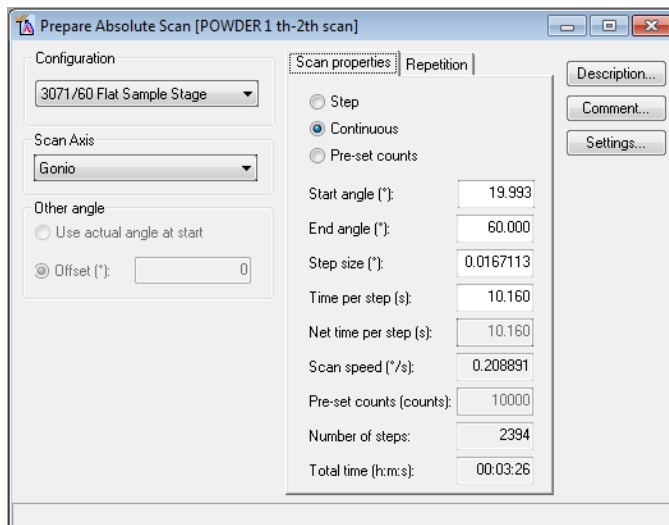 Prepare Absolute Scan [POWDER1 th-2th scan]
Configuration
3071/60 Flat Sample Stage
Scan Axis
Gonio
Other angle
Use actual angle at start
Offset (°): 0
Scan properties Repetition
Step
Continuous
Pre-set counts
Start angle (°): 19.993
End angle (°): 60.000
Step size (°): 0.0167113
Time per step (s): 10.160
Net time per step (s): 10.160
Scan speed (°/s): 0.208891
Pre-set counts (counts): 10000
Number of steps: 2394
Total time (h:m:s): 00:03:26
Description...
Comment...
Settings...